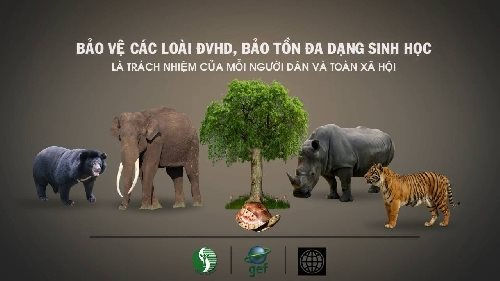 BẢO VỆ CÁC LOÀI ĐVHD, BẢO TỒN ĐA DẠNG SINH HỌC
LÀ TRÁCH NHIỆM CỦA MỖI NGƯỜI DÂN VÀ TOÀN XÃ HỘI
gef